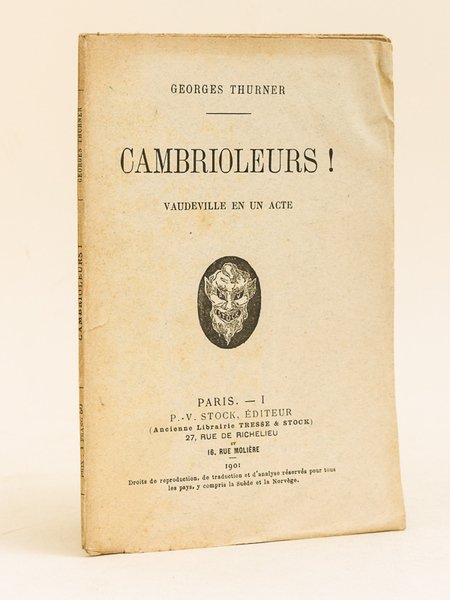 GEORGES THURNER
CAMBRIOLEURS !
VAUDEVILLE EN UN ACTE
PARIS. — I
P.-V. STOCK, ÉDITEUR
(Ancienne Librairie TRESSE & STOCK)
27, RUE DE RICHELIEU
ET
16, RUE MOLIÈRE
1901
Droits de reproduction, de traduction et d'analyse réservés pour tous
les pays, y compris la Suède et la Norvège.
GEORGES THURNER
CAMBRIOLEURS !